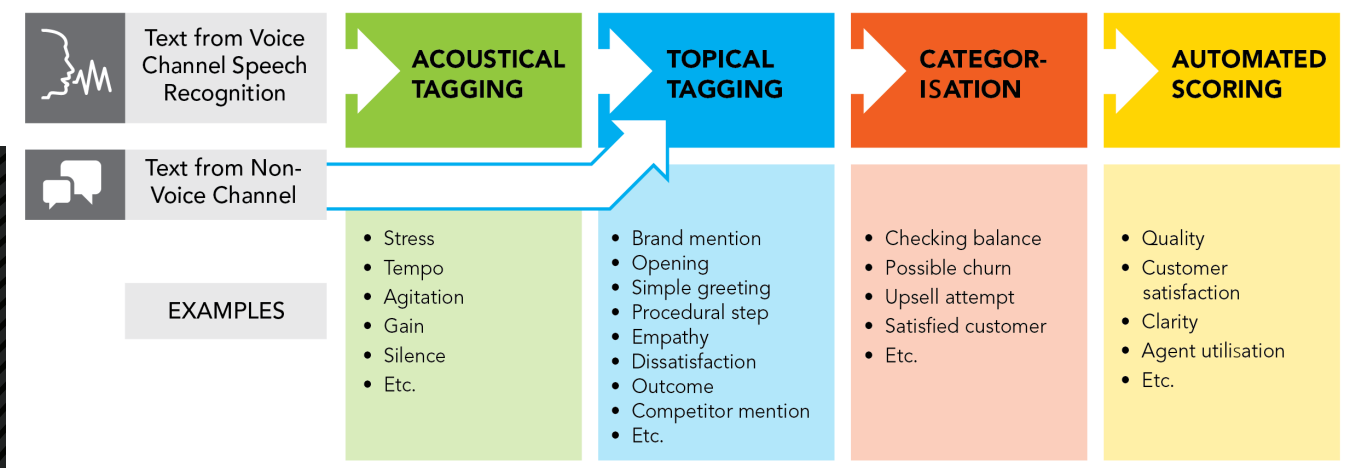 Text from Voice
Channel Speech
Recognition
ACOUSTICAL
TAGGING
TOPICAL
TAGGING
CATEGOR-
ISATION
AUTOMATED
SCORING
Text from Non-
Voice Channel
EXAMPLES
• Stress
• Tempo
• Agitation
• Gain
• Silence
• Etc.
• Brand mention
• Opening
• Simple greeting
• Procedural step
• Empathy
• Dissatisfaction
• Outcome
• Competitor mention
• Etc.
• Checking balance
• Possible churn
• Upsell attempt
• Satisfied customer
• Etc.
• Quality
• Customer
satisfaction
• Clarity
• Agent utilisation
• Etc.